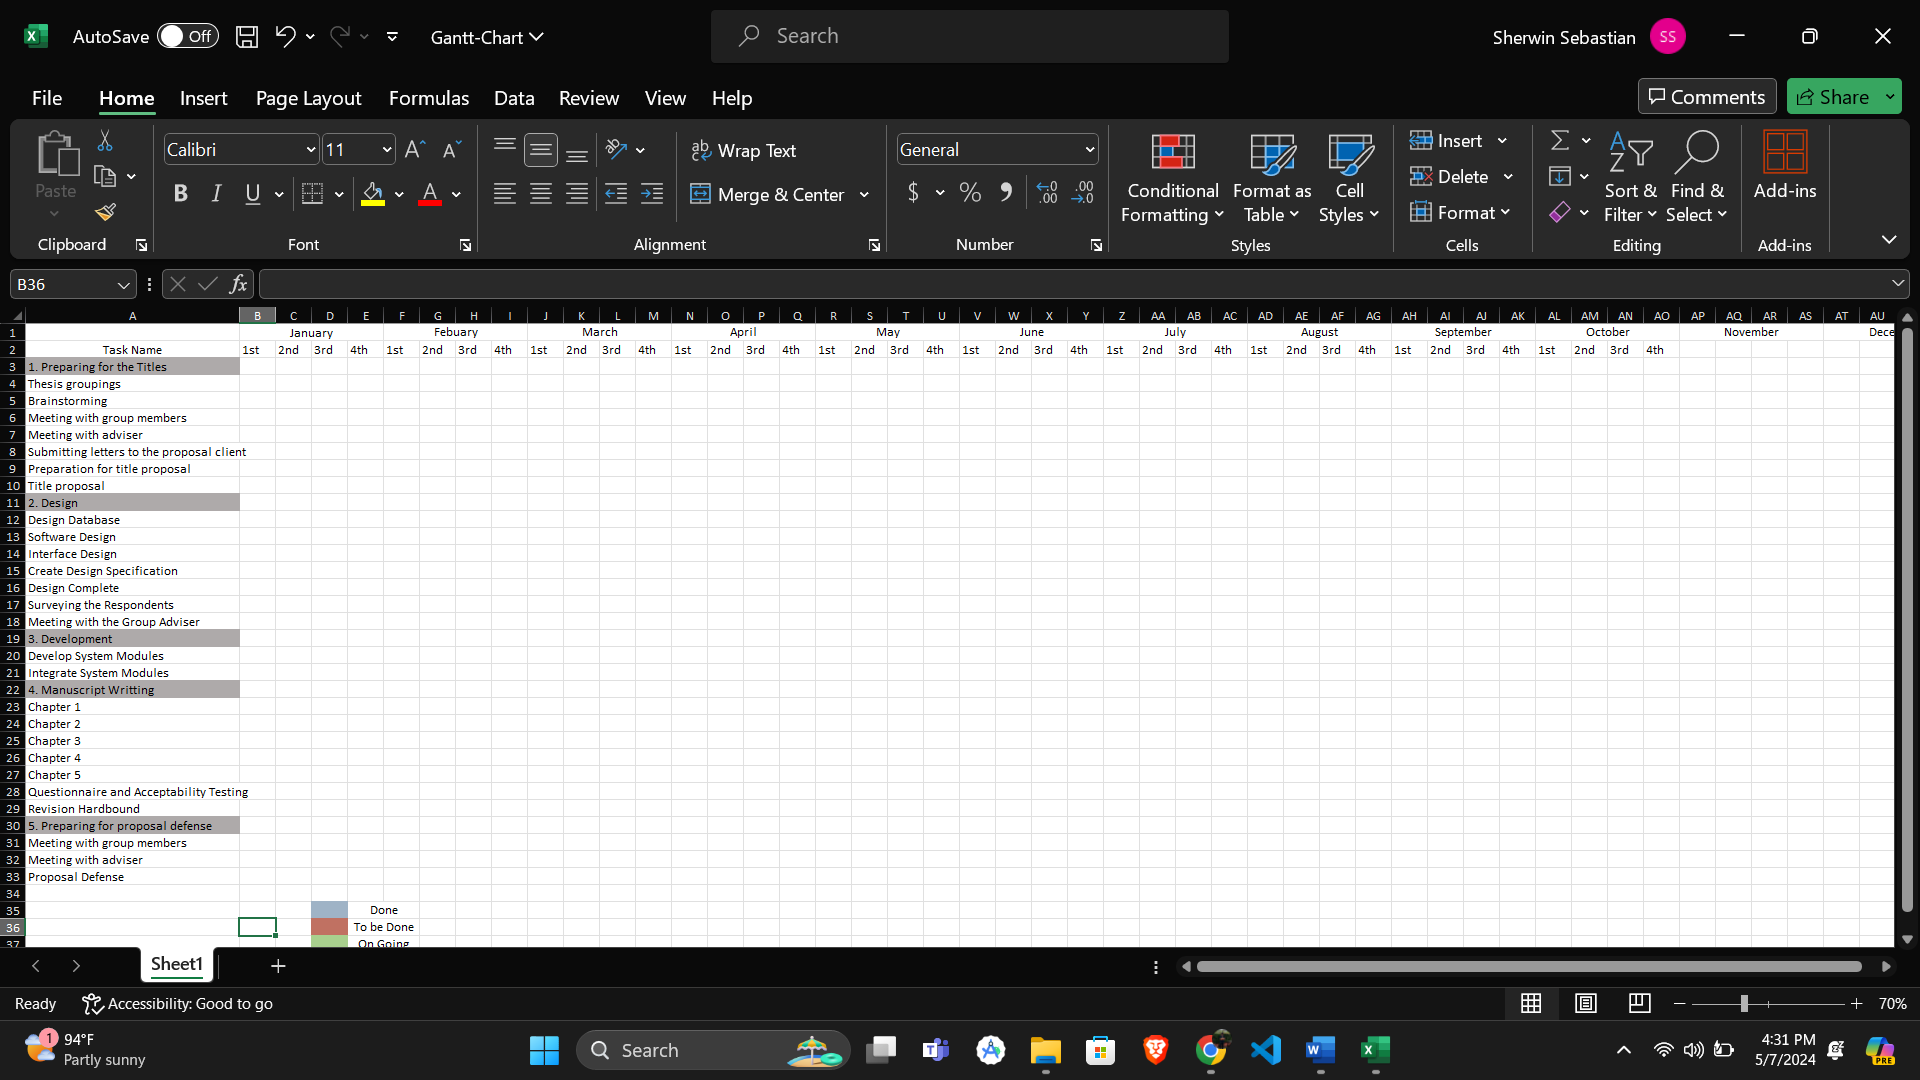 AutoSave Off Gantt-Chart Search Sherwin Sebastian SS
File Home Insert Page Layout Formulas Data Review View Help Comments Share
Paste Calibri 11 Wrap Text General Conditional Formatting Format as Table Cell Styles Insert Sort & Filter Find & Select Add-ins
B I U Merge & Center $ % Delete
Format
Clipboard Font Alignment Number Styles Cells Editing Add-ins
B36 fx
A B C D E F G H I J K L M N O P Q R S T U V W X Y Z AA AB AC AD AE AF AG AH AI AJ AK AL AM AN AO AP AQ AR AS AT AU
1 January Febuary March April May June July August September October November Dece
2 Task Name 1st 2nd 3rd 4th 1st 2nd 3rd 4th 1st 2nd 3rd 4th 1st 2nd 3rd 4th 1st 2nd 3rd 4th 1st 2nd 3rd 4th 1st 2nd 3rd 4th 1st 2nd 3rd 4th 1st 2nd 3rd 4th 1st 2nd 3rd 4th
3 1. Preparing for the Titles
4 Thesis groupings
5 Brainstorming
6 Meeting with group members
7 Meeting with adviser
8 Submitting letters to the proposal client
9 Preparation for title proposal
10 Title proposal
11 2. Design
12 Design Database
13 Software Design
14 Interface Design
15 Create Design Specification
16 Design Complete
17 Surveying the Respondents
18 Meeting with the Group Adviser
19 3. Development
20 Develop System Modules
21 Integrate System Modules
22 4. Manuscript Writting
23 Chapter 1
24 Chapter 2
25 Chapter 3
26 Chapter 4
27 Chapter 5
28 Questionnaire and Acceptability Testing
29 Revision Hardbound
30 5. Preparing for proposal defense
31 Meeting with group members
32 Meeting with adviser
33 Proposal Defense
34
35 Done
36 To be Done
37 On Going
Sheet1
Ready Accessibility: Good to go 70%
1 94°F Search 4:31 PM
Partly sunny 5/7/2024 PRE